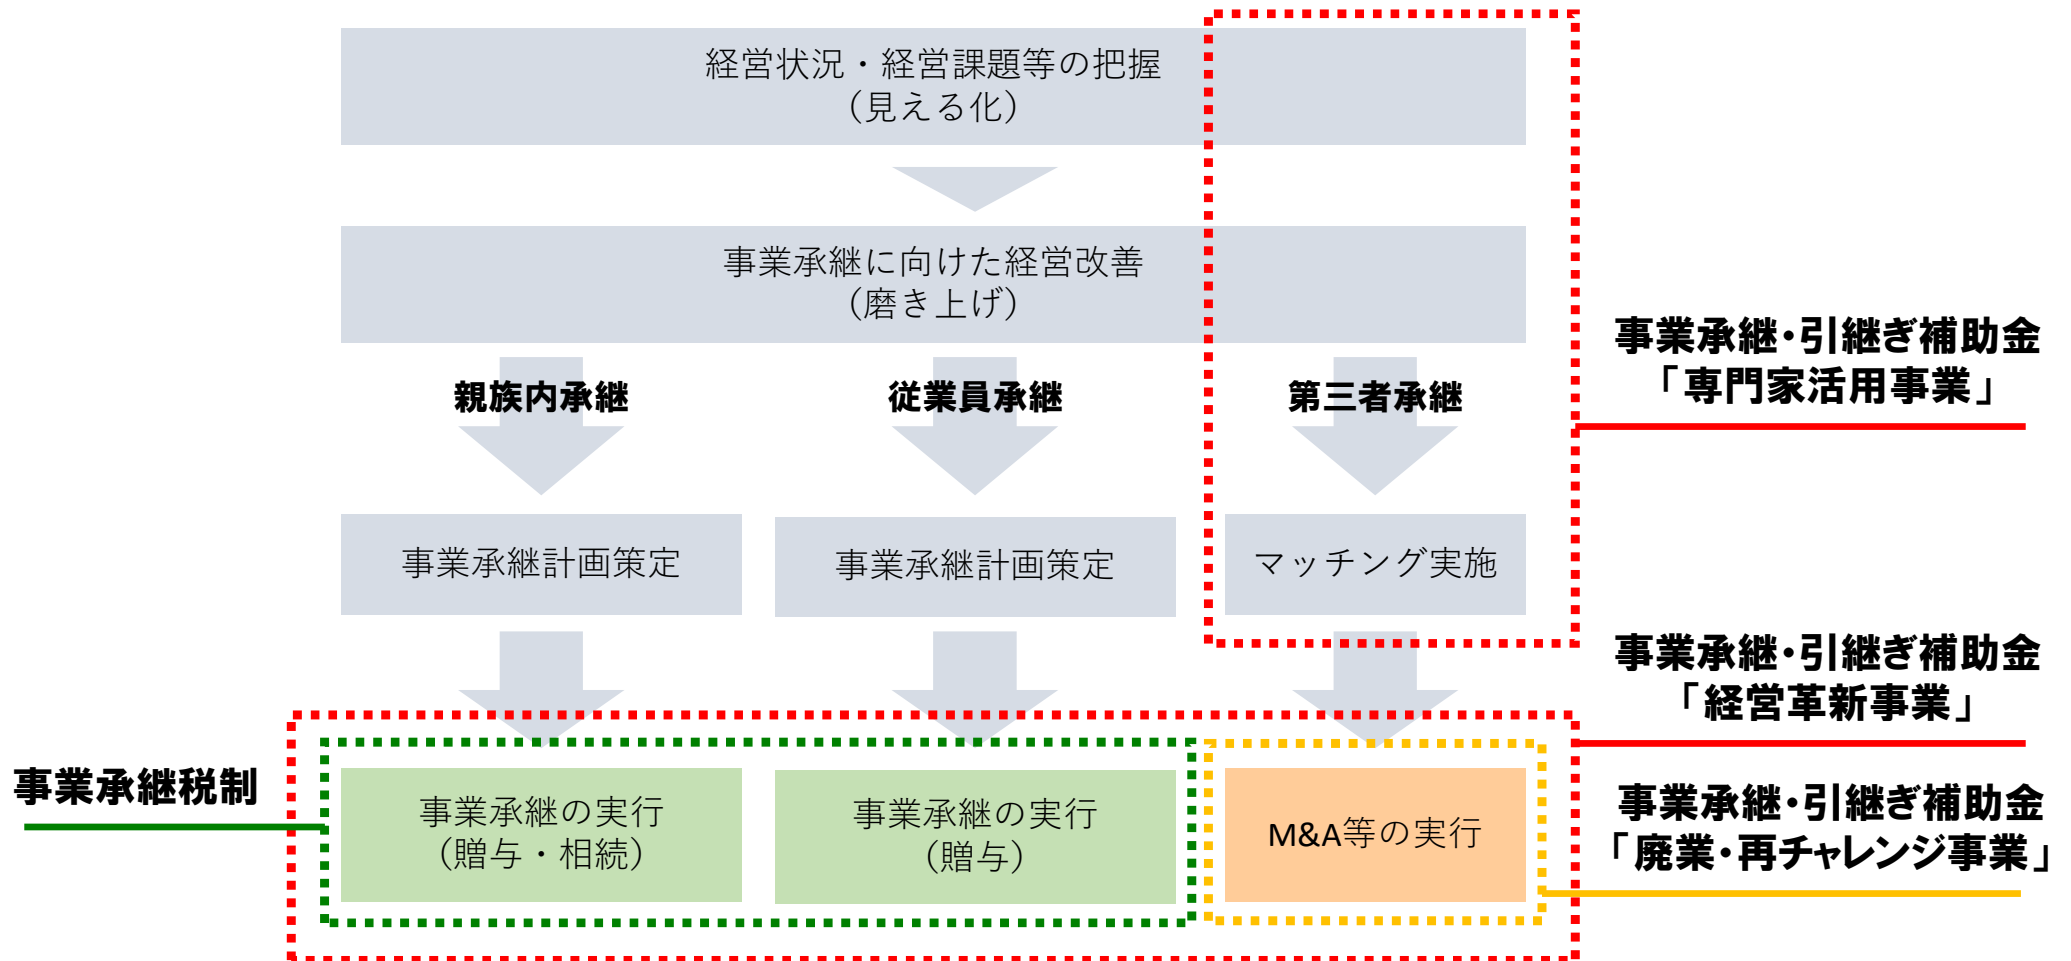 経営状況・経営課題等の把握
（見える化）
事業承継に向けた経営改善
（磨き上げ）
事業承継・引継ぎ補助金
「専門家活用事業」
親族内承継
従業員承継
第三者承継
事業承継計画策定
事業承継計画策定
マッチング実施
事業承継・引継ぎ補助金
「経営革新事業」
事業承継税制
事業承継の実行
（贈与・相続）
事業承継の実行
（贈与）
M&A等の実行
事業承継・引継ぎ補助金
「廃業・再チャレンジ事業」